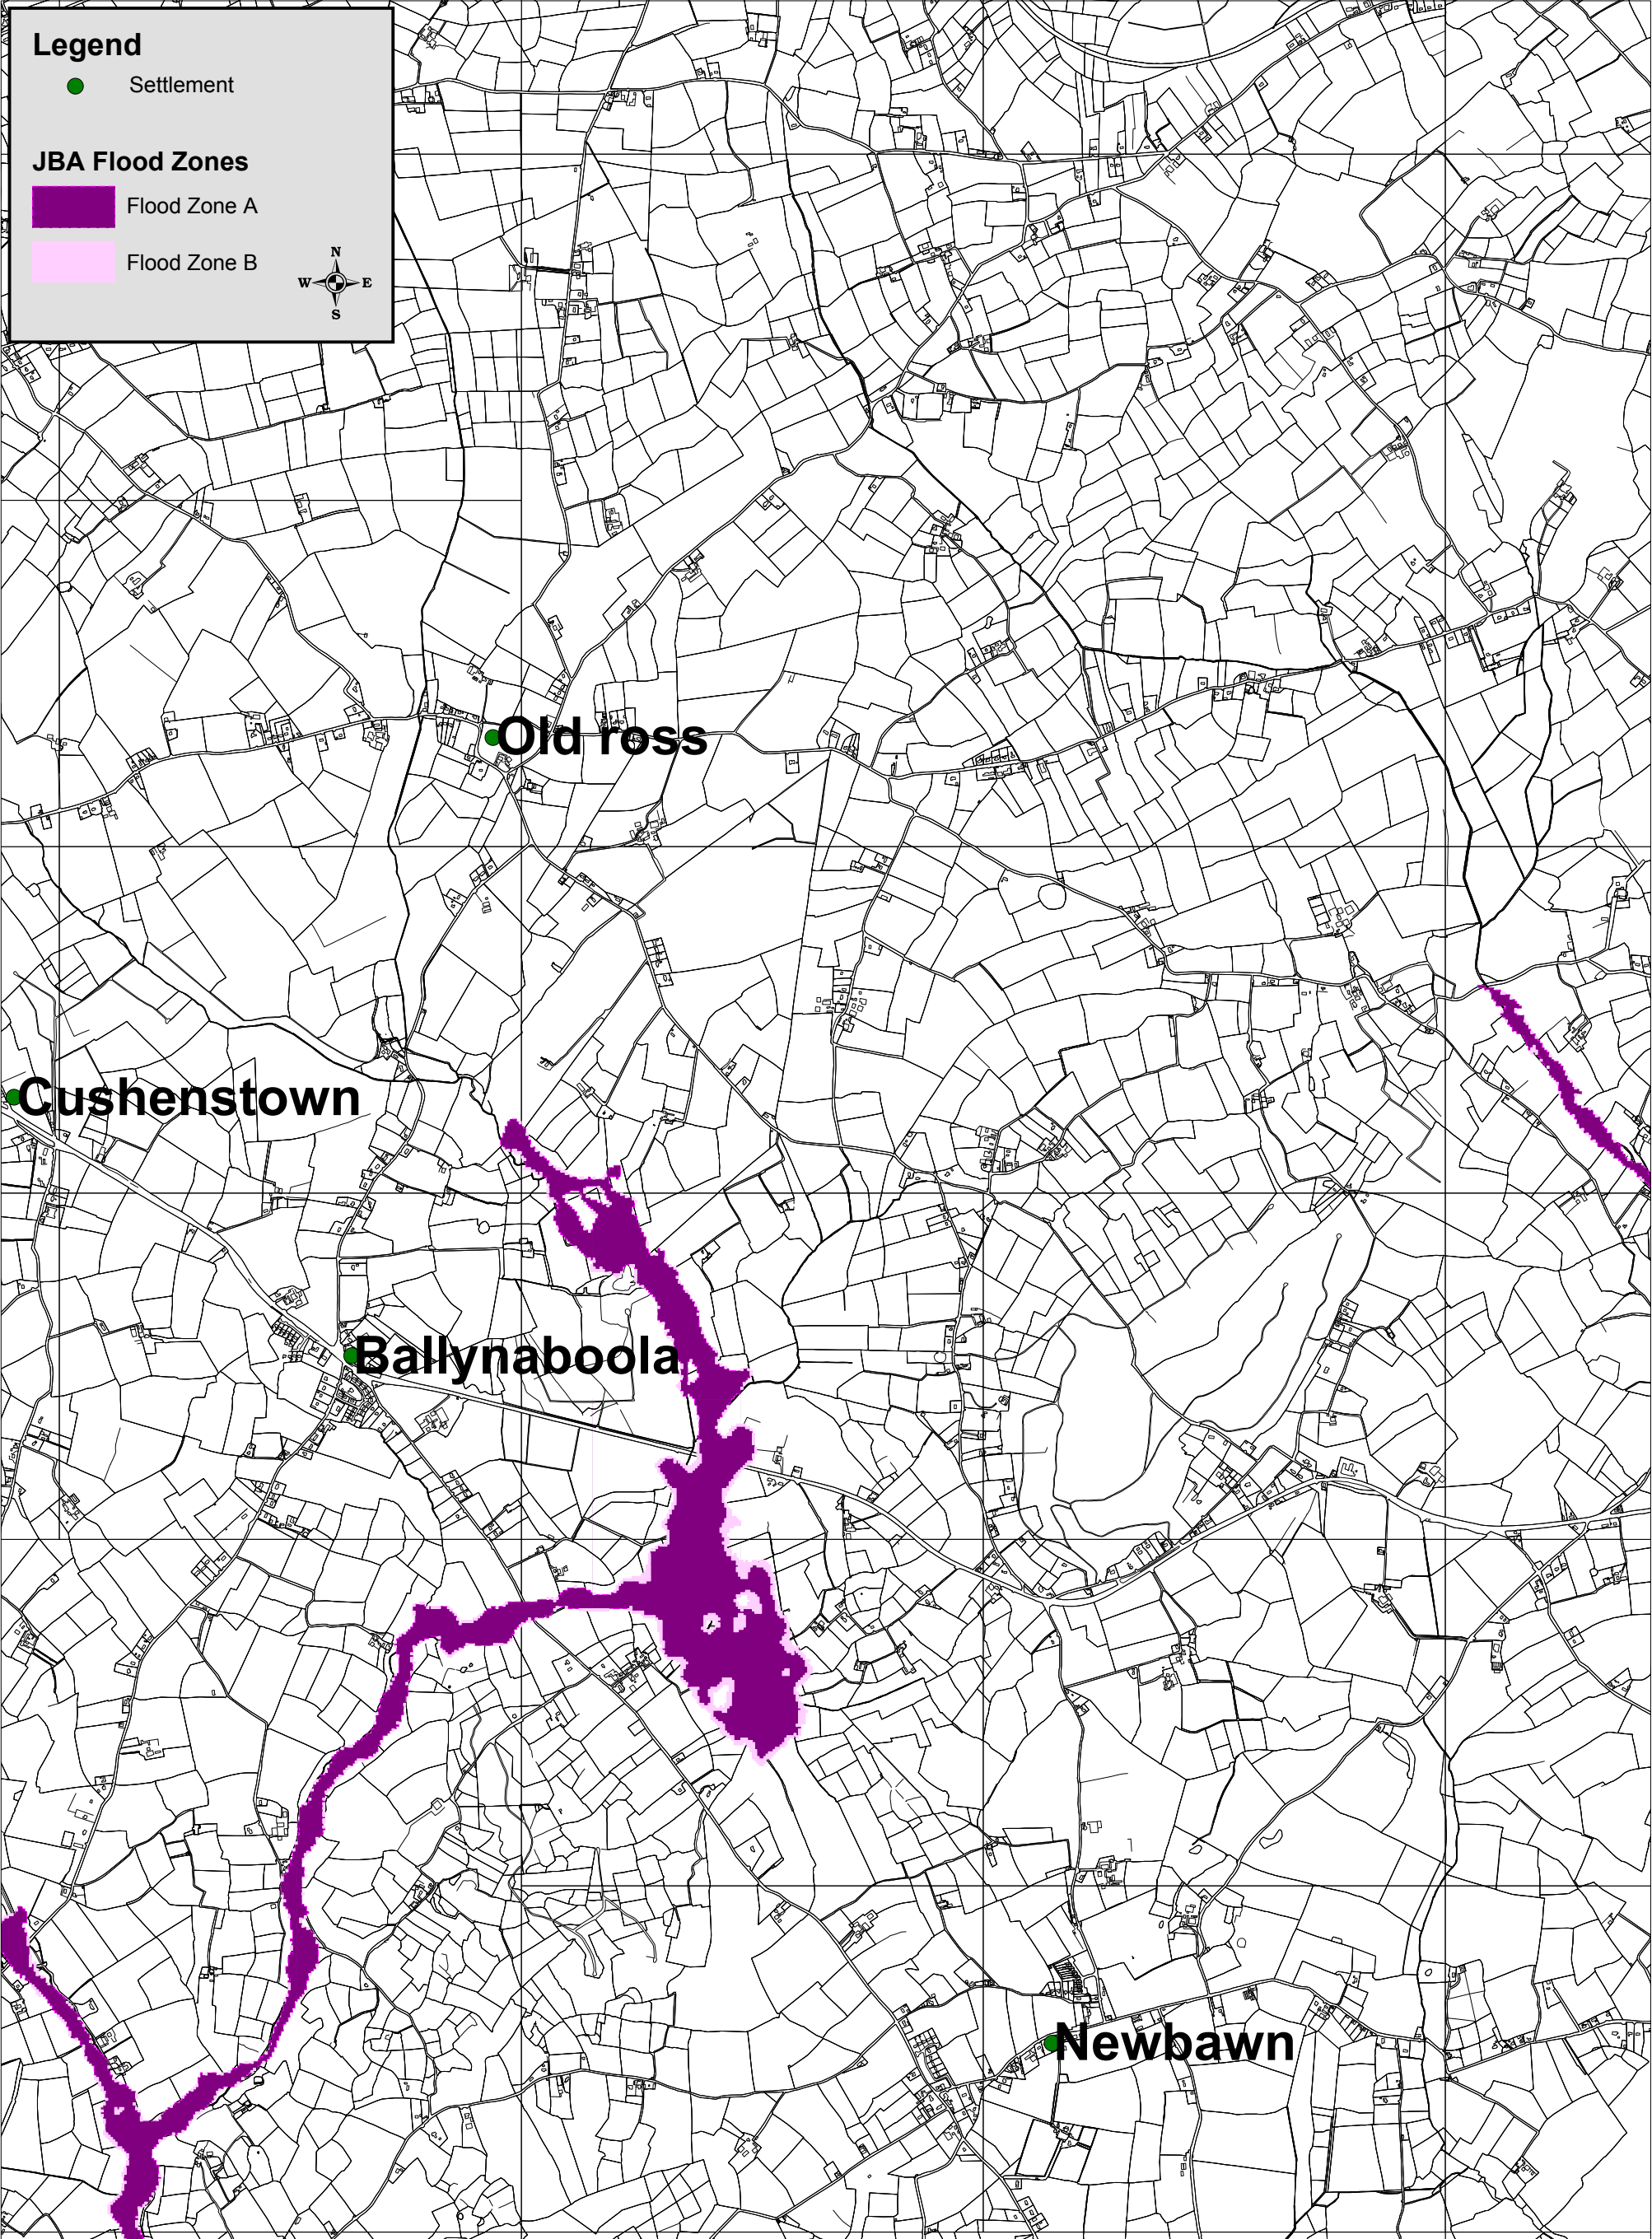 Legend
Settlement
JBA Flood Zones
Flood Zone A
Flood Zone B
N
W E
S
Old ross
Cushenstown
Ballynaboola
Newbawn